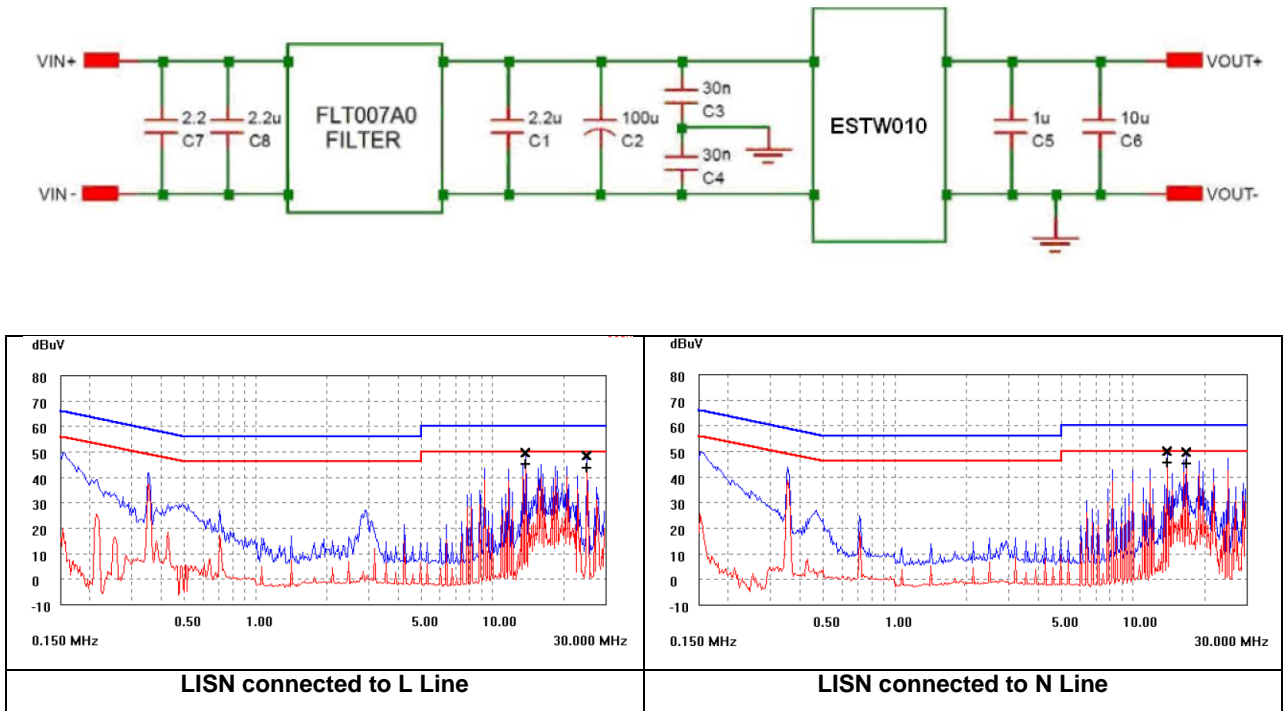 VIN+
2.2
C7
2.2u
C8
FLT007A0
FILTER
2.2u
C1
100u
C2
30n
C3
30n
C4
ESTW010
1u
C5
10u
C6
VOUT+
VIN -
VOUT-
dBuV
80
70
60
50
40
30
20
10
0
-10
0.50
1.00
5.00
10.00
0.150 MHz
30.000 MHz
LISN connected to L Line
dBuV
80
70
60
50
40
30
20
10
0
-10
0.50
1.00
5.00
10.00
0.150 MHz
30.000 MHz
LISN connected to N Line